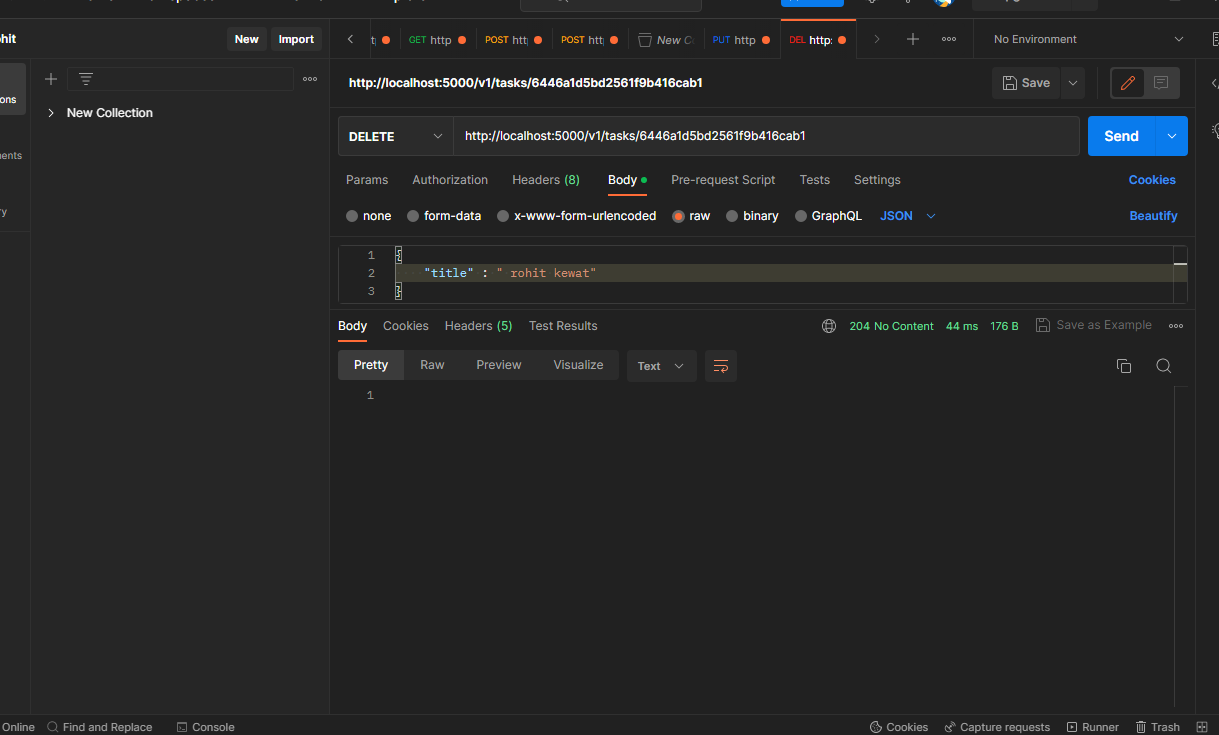 hit
New Import
GET http POST htt POST htt New C PUT http DEL http: No Environment
http://localhost:5000/v1/tasks/6446a1d5bd2561f9b416cab1 Save
ons
New Collection
DELETE http://localhost:5000/v1/tasks/6446a1d5bd2561f9b416cab1 Send
ents
Params Authorization Headers (8) Body Pre-request Script Tests Settings Cookies
ry
none form-data x-www-form-urlencoded raw binary GraphQL JSON Beautify
1 {
2 "title" : " rohit kewat"
3 }
Body Cookies Headers (5) Test Results 204 No Content 44 ms 176 B Save as Example
Pretty Raw Preview Visualize Text
1
Online Find and Replace Console Cookies Capture requests Runner Trash